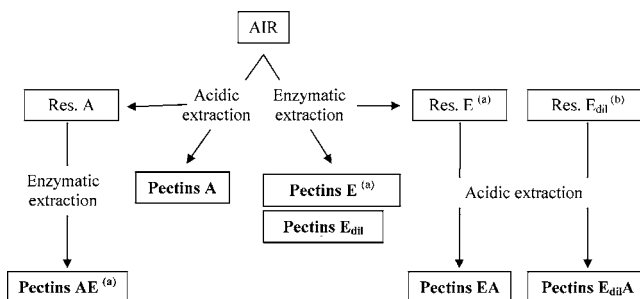 AIR
Res. A
Acidic extraction
Enzymatic extraction
Res. E (a)
Res. Edil (b)
Enzymatic extraction
Pectins A
Pectins E (a)
Pectins Edil
Acidic extraction
Pectins AE (a)
Pectins EA
Pectins EdilA